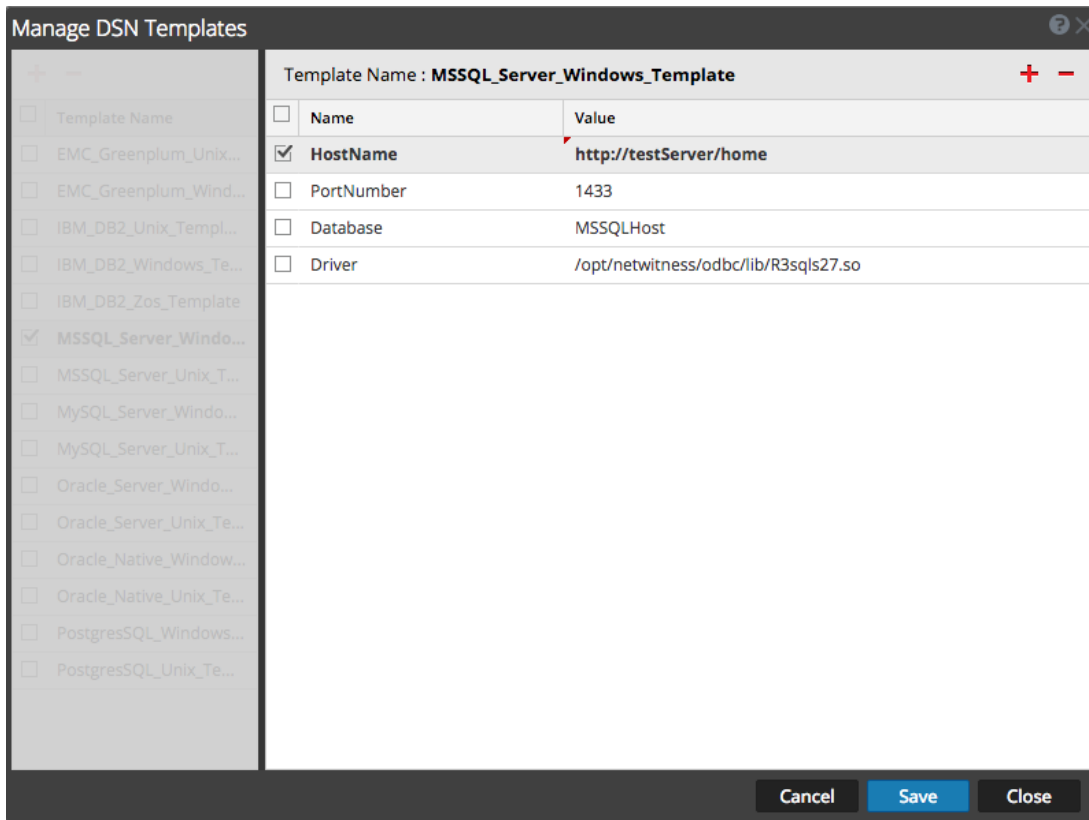 Manage DSN Templates
Template Name : MSSQL_Server_Windows_Template
Template Name
Name Value
EMC_Greenplum_Unix...
HostName http://testServer/home
EMC_Greenplum_Wind...
PortNumber 1433
IBM_DB2_Unix_Templ...
Database MSSQLHost
IBM_DB2_Windows_Te...
Driver /opt/netwitness/odbc/lib/R3sqls27.so
IBM_DB2_Zos_Template
MSSQL_Server_Windo...
MSSQL_Server_Unix_T...
MySQL_Server_Windo...
MySQL_Server_Unix_T...
Oracle_Server_Windo...
Oracle_Server_Unix_Te...
Oracle_Native_Window...
Oracle_Native_Unix_Te...
PostgresSQL_Windows...
PostgresSQL_Unix_Te...
Cancel Save Close